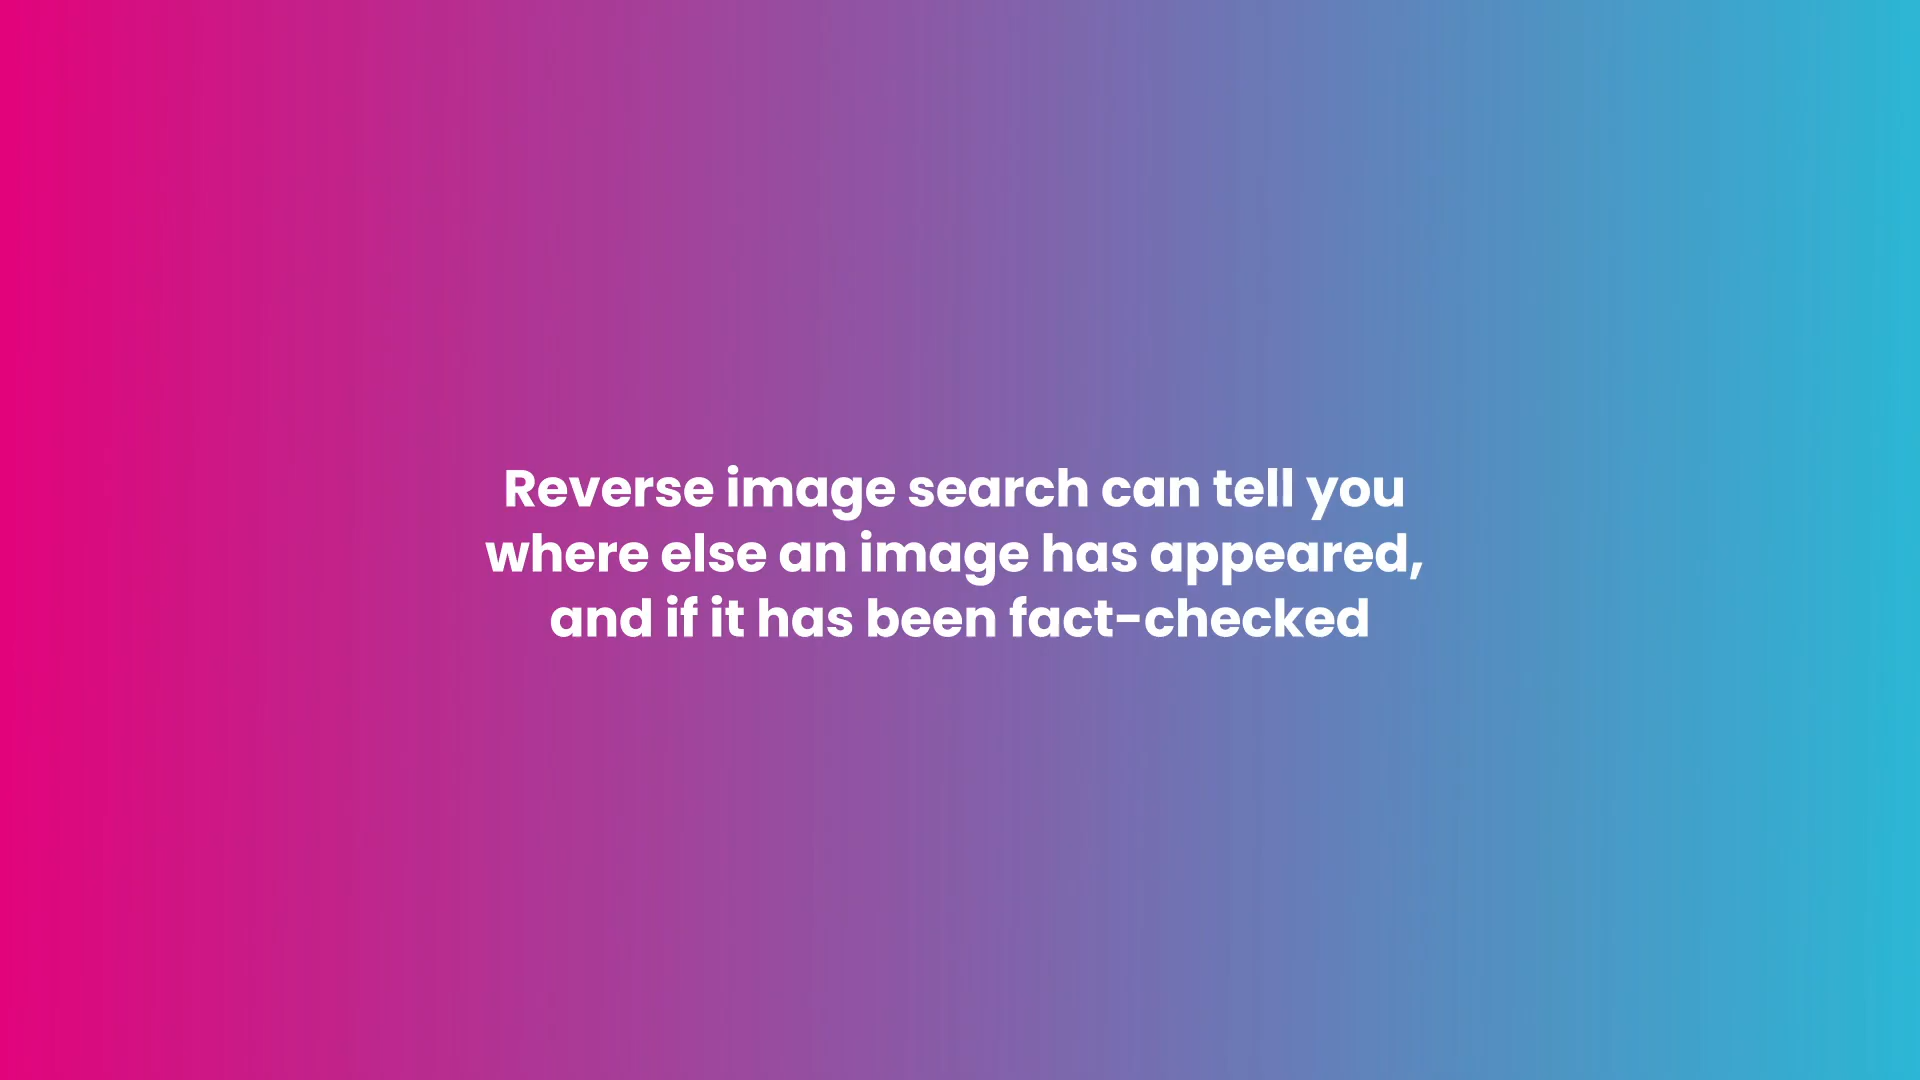 Reverse image search can tell you
where else an image has appeared,
and if it has been fact-checked